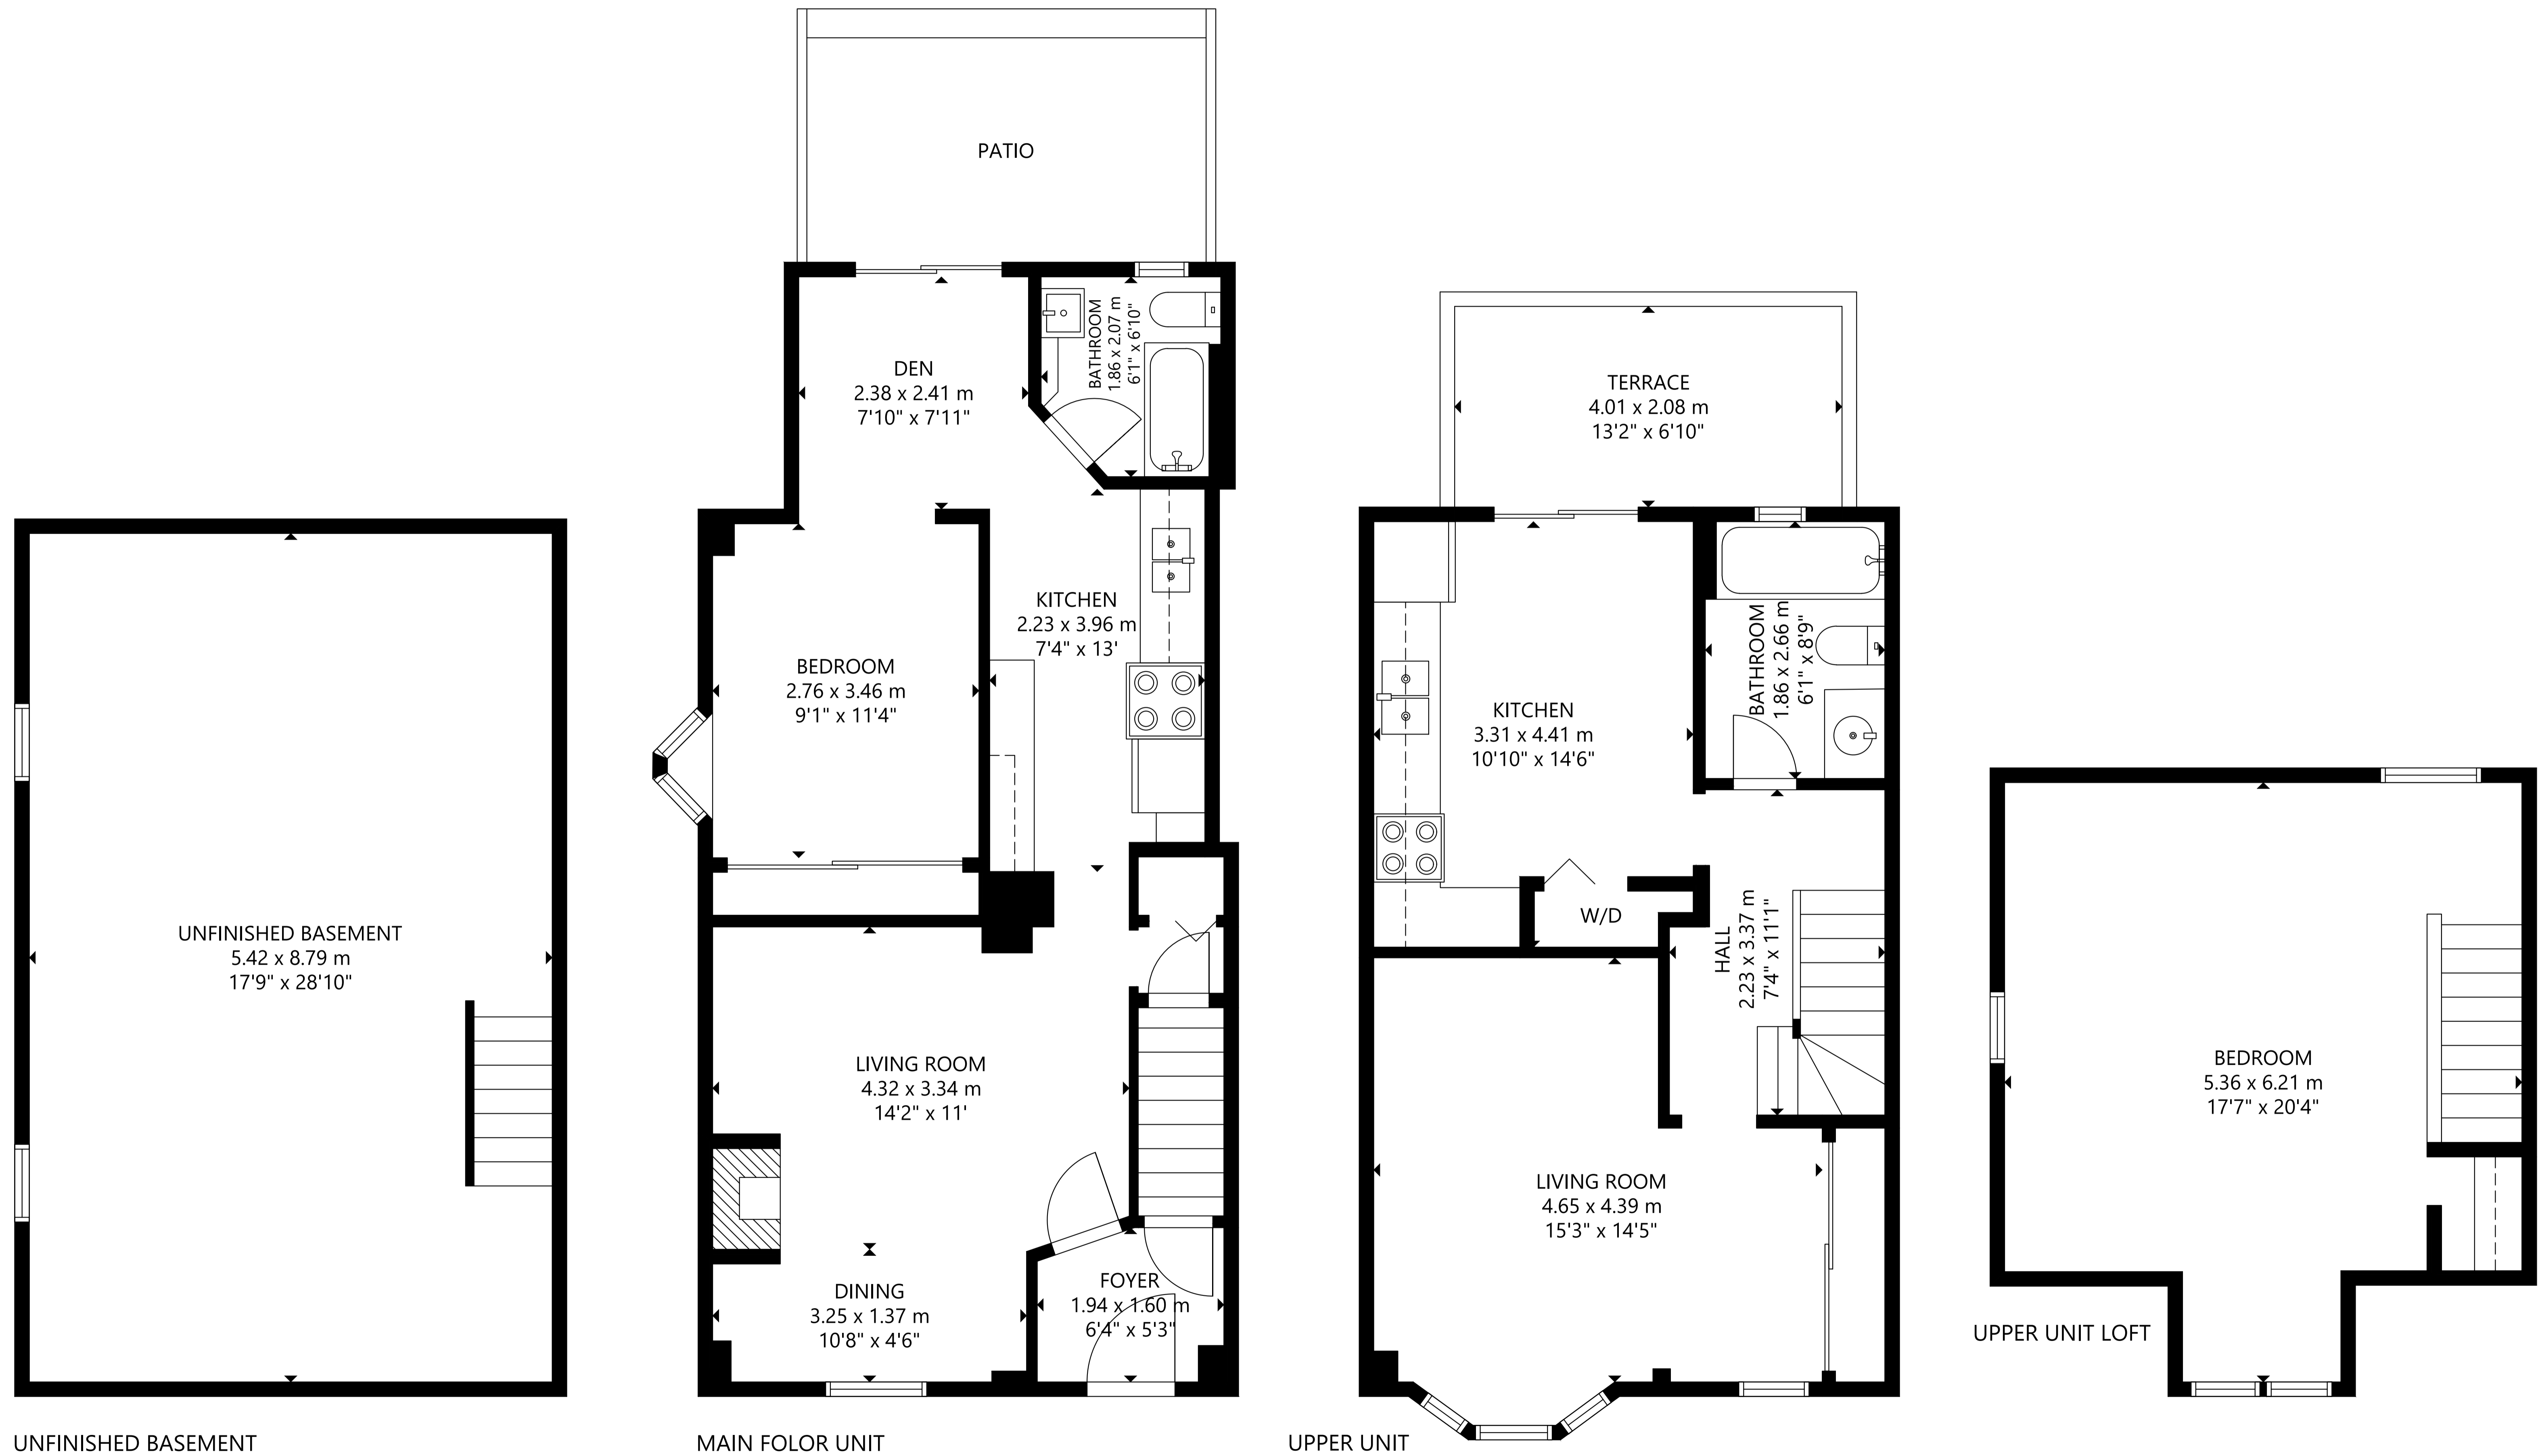 UNFINISHED BASEMENT
5.42 x 8.79 m
17'9" x 28'10"
UNFINISHED BASEMENT
PATIO
DEN
2.38 x 2.41 m
7'10" x 7'11"
BATHROOM
1.86 x 2.07 m
6'1" x 6'10"
KITCHEN
2.23 x 3.96 m
7'4" x 13'
BEDROOM
2.76 x 3.46 m
9'1" x 11'4"
LIVING ROOM
4.32 x 3.34 m
14'2" x 11'
DINING
3.25 x 1.37 m
10'8" x 4'6"
FOYER
1.94 x 1.60 m
6'4" x 5'3"
MAIN FOLOR UNIT
TERRACE
4.01 x 2.08 m
13'2" x 6'10"
BATHROOM
1.86 x 2.66 m
6'1" x 8'9"
KITCHEN
3.31 x 4.41 m
10'10" x 14'6"
W/D
HALL
2.23 x 3.37 m
7'4" x 11'1"
LIVING ROOM
4.65 x 4.39 m
15'3" x 14'5"
UPPER UNIT
BEDROOM
5.36 x 6.21 m
17'7" x 20'4"
UPPER UNIT LOFT